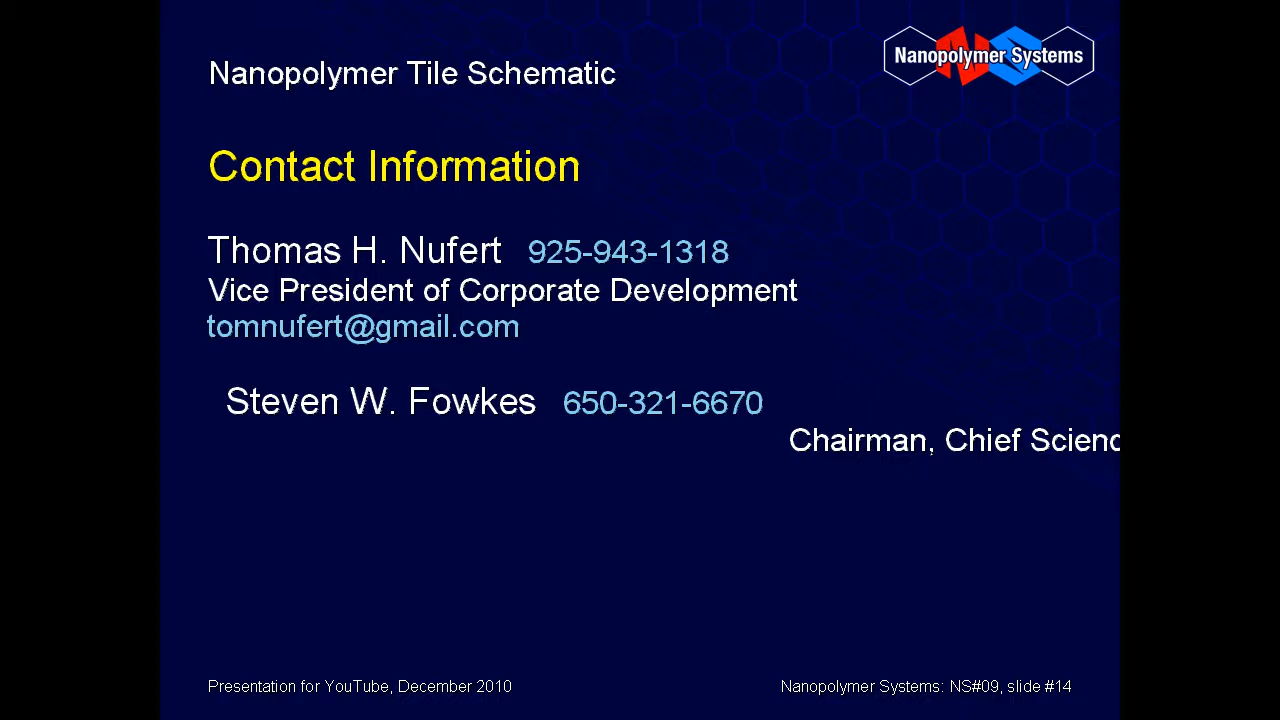 Nanopolymer Systems
Nanopolymer Tile Schematic
Contact Information
Thomas H. Nufert 925-943-1318
Vice President of Corporate Development
tomnufert@gmail.com
Steven W. Fowkes 650-321-6670
Chairman, Chief
Presentation for YouTube, December 2010
Nanopolymer Systems: NS#09, slide #14